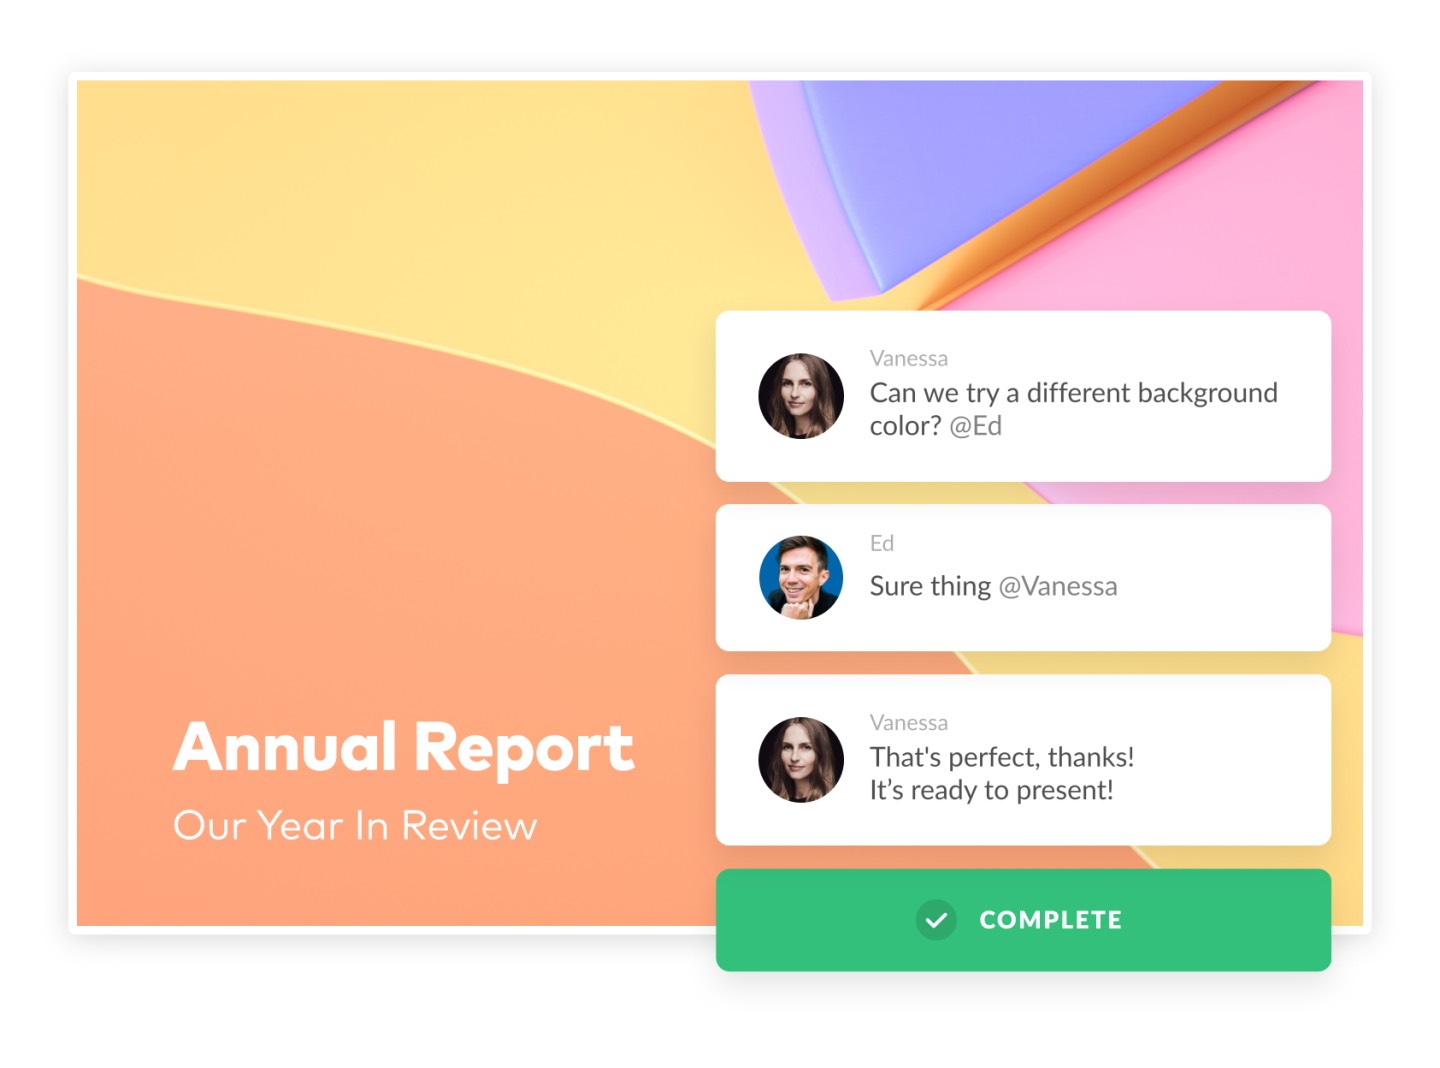 Annual Report
Our Year In Review
Vanessa
Can we try a different background
color? @Ed
Ed
Sure thing @Vanessa
Vanessa
That's perfect, thanks!
It’s ready to present!
COMPLETE